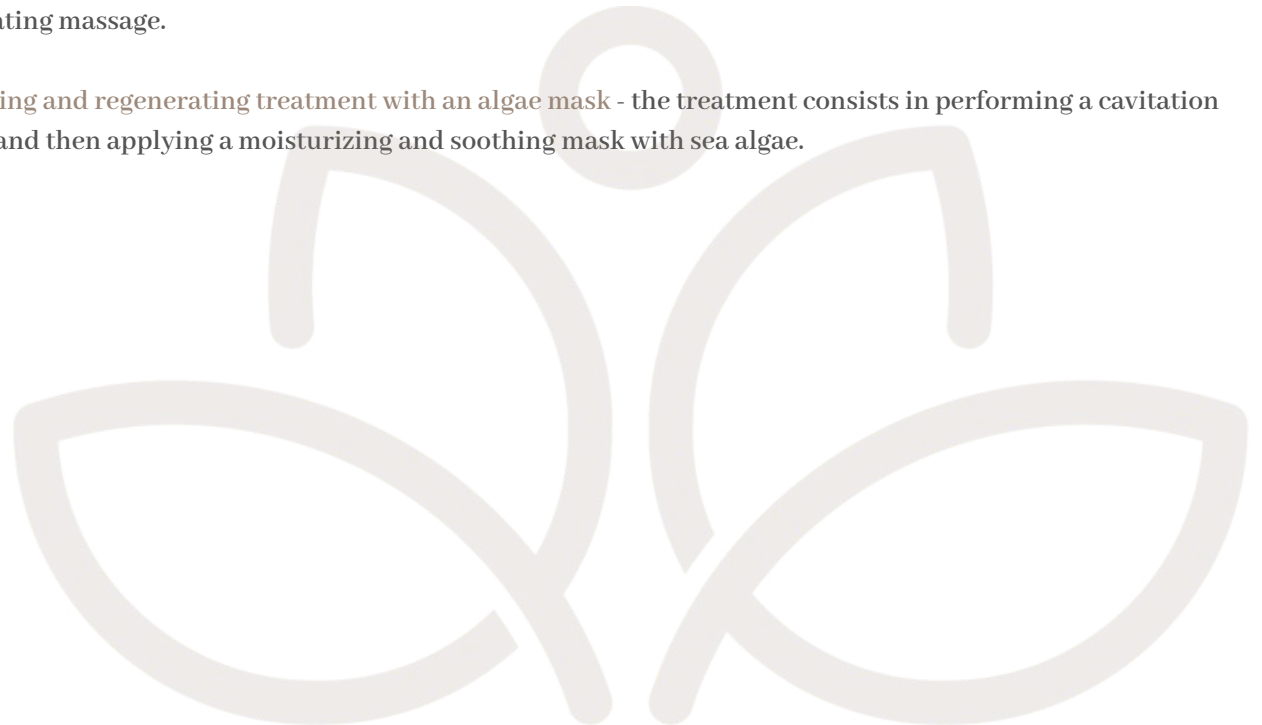 ating massage.
ing and regenerating treatment with an algae mask - the treatment consists in performing a cavitation
and then applying a moisturizing and soothing mask with sea algae.